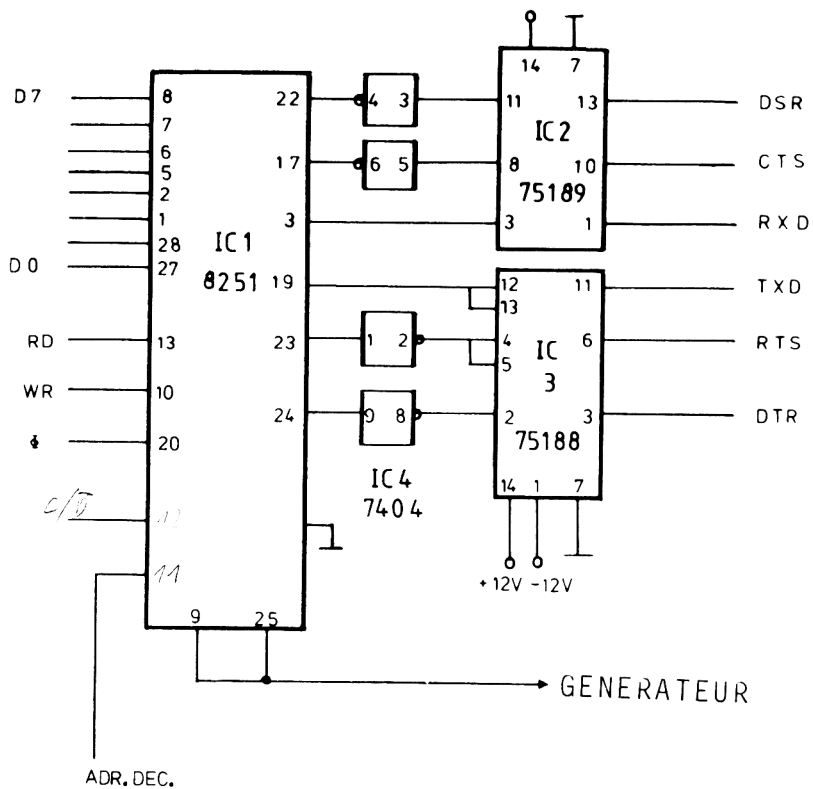 14 7
D7 8 22 4 3 11 13 DSR
7
IC2
6 17 6 5 8 10 CTS
5
75189
2
1 3 3 1 RXD
28 IC1
D0 27 8251 19 12 11 TXD
13
RD 13 23 1 2 4 6 RTS
IC
5
3
WR 10
24 9 8 2 3 DTR
Φ 20 75188
IC4
7404
14 1 7
C/D̅
+12V -12V
11
9 25
GENERATEUR
ADR. DEC.